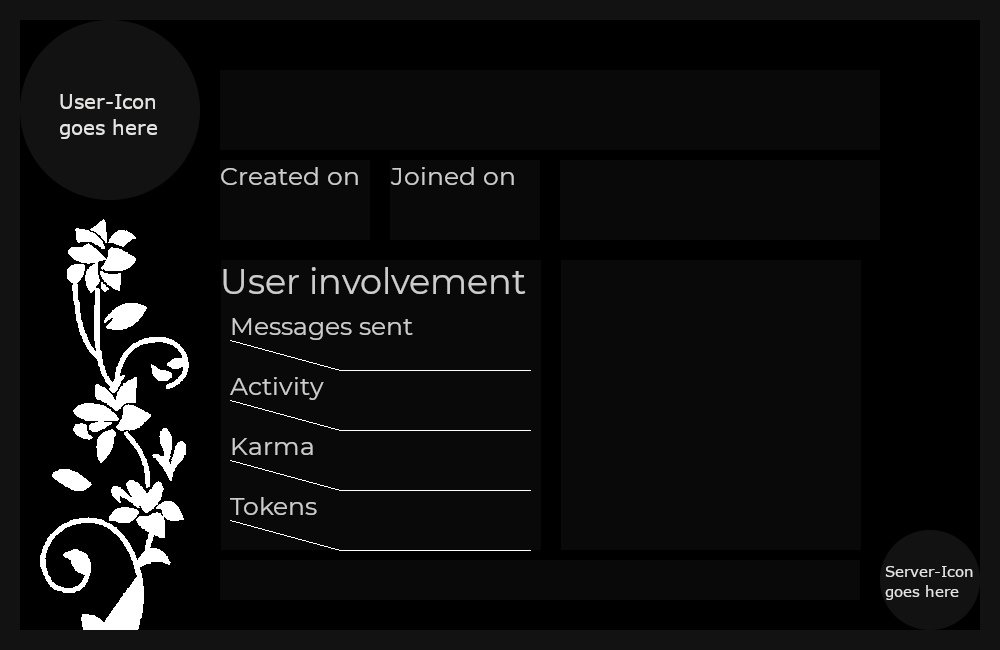 User-Icon
goes here
Created on
Joined on
User involvement
Messages sent
Activity
Karma
Tokens
Server-Icon
goes here